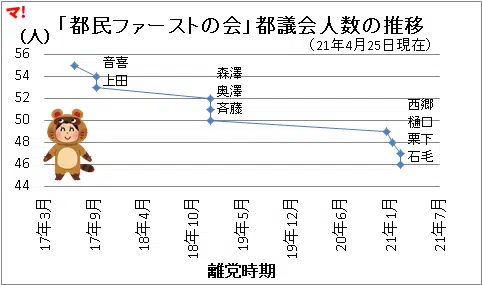 マ!
「都民ファーストの会」都議会人数の推移
(人)
(21年4月25日現在)
56
54
52
50
48
46
44
音喜
上田
森澤
奥澤
斉藤
西郷
樋口
栗下
石毛
17年3月
17年9月
18年4月
18年10月
19年5月
19年12月
20年6月
21年1月
21年7月
離党時期